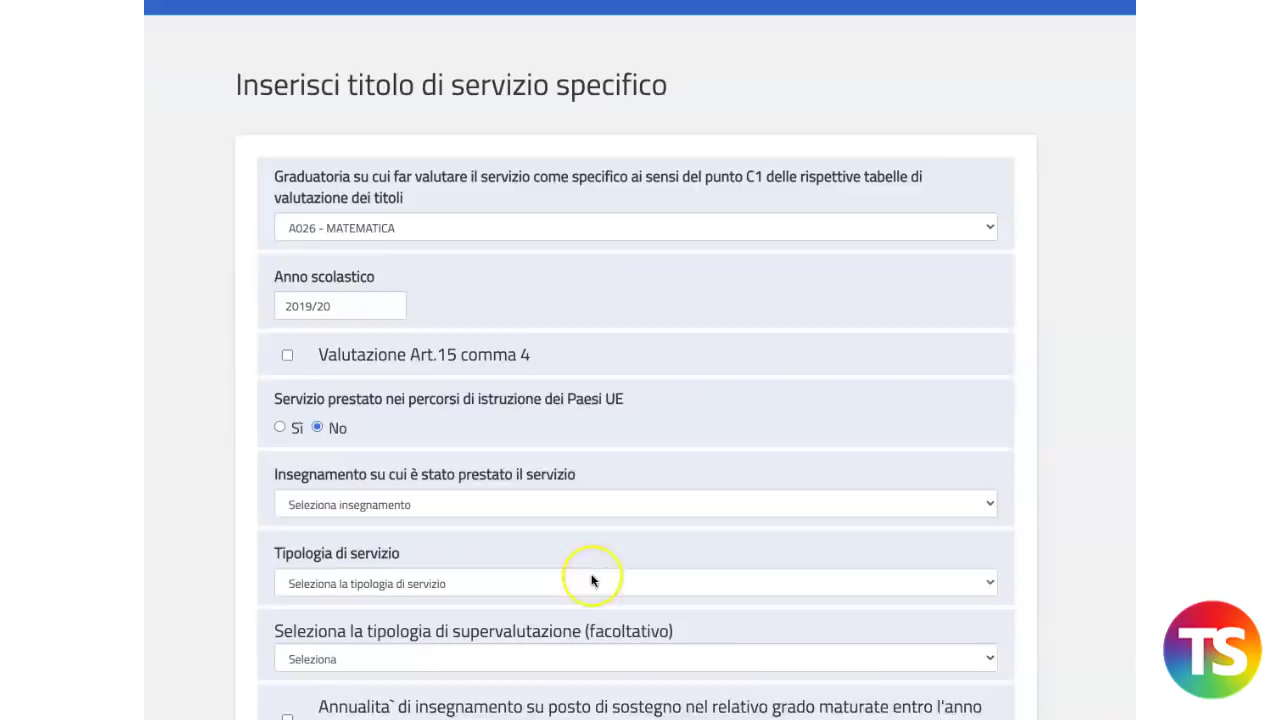 Inserisci titolo di servizio specifico
Graduatoria su cui far valutare il servizio come specifico ai sensi del punto C1 delle rispettive tabelle di
valutazione dei titoli
A026 - MATEMATICA
Anno scolastico
2019/20
Valutazione Art.15 comma 4
Servizio prestato nei percorsi di istruzione dei Paesi UE
Sì No
Insegnamento su cui è stato prestato il servizio
Seleziona insegnamento
Tipologia di servizio
Seleziona la tipologia di servizio
Seleziona la tipologia di supervalutazione (facoltativo)
Seleziona
Annualita` di insegnamento su posto di sostegno nel relativo grado maturate entro l'anno
TS